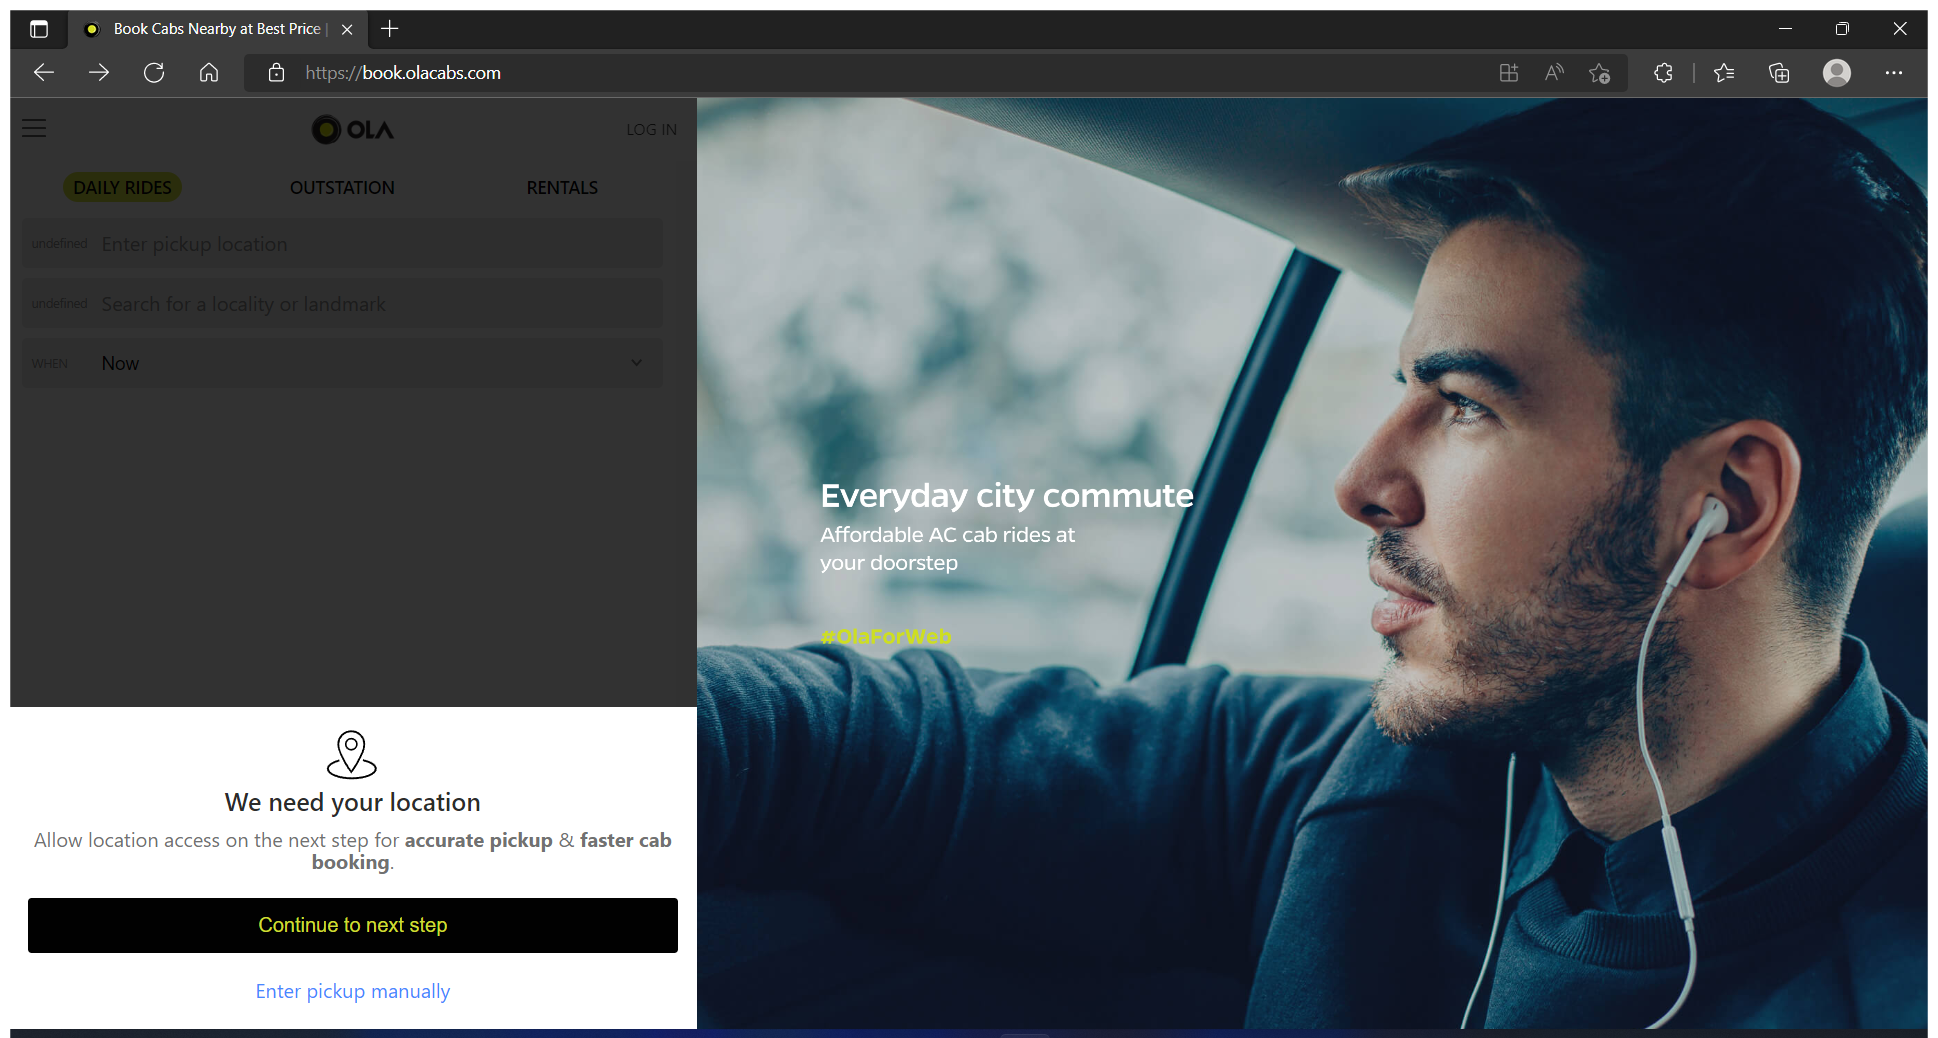 Book Cabs Nearby at Best Price |
https://book.olacabs.com
OLA
LOG IN
DAILY RIDES
OUTSTATION
RENTALS
undefined Enter pickup location
undefined Search for a locality or landmark
WHEN Now
We need your location
Allow location access on the next step for accurate pickup & faster cab
booking.
Continue to next step
Enter pickup manually
Everyday city commute
Affordable AC cab rides at
your doorstep
#OlaForWeb